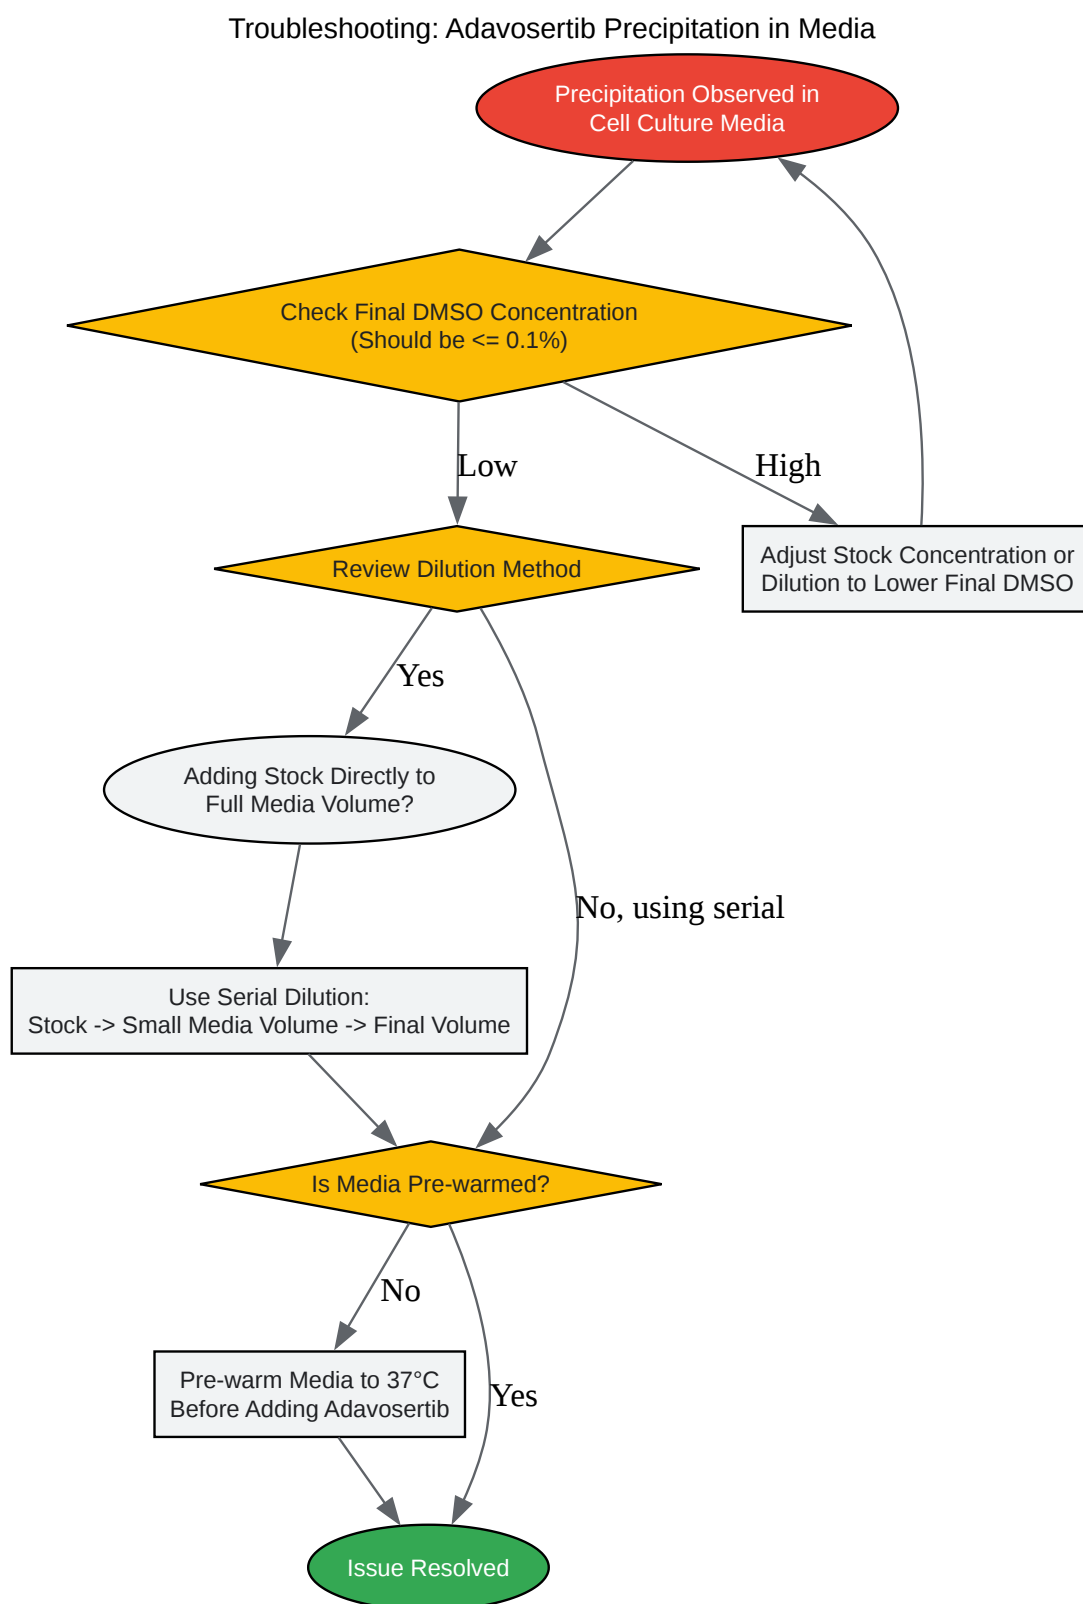 Troubleshooting: Adavosertib Precipitation in Media
Precipitation Observed in
Cell Culture Media
Check Final DMSO Concentration
(Should be <= 0.1%)
Low
High
Review Dilution Method
Adjust Stock Concentration or
Dilution to Lower Final DMSO
Yes
Adding Stock Directly to
Full Media Volume?
No, using serial
Use Serial Dilution:
Stock -> Small Media Volume -> Final Volume
Is Media Pre-warmed?
No
Pre-warm Media to 37°C
Before Adding Adavosertib
Yes
Issue Resolved